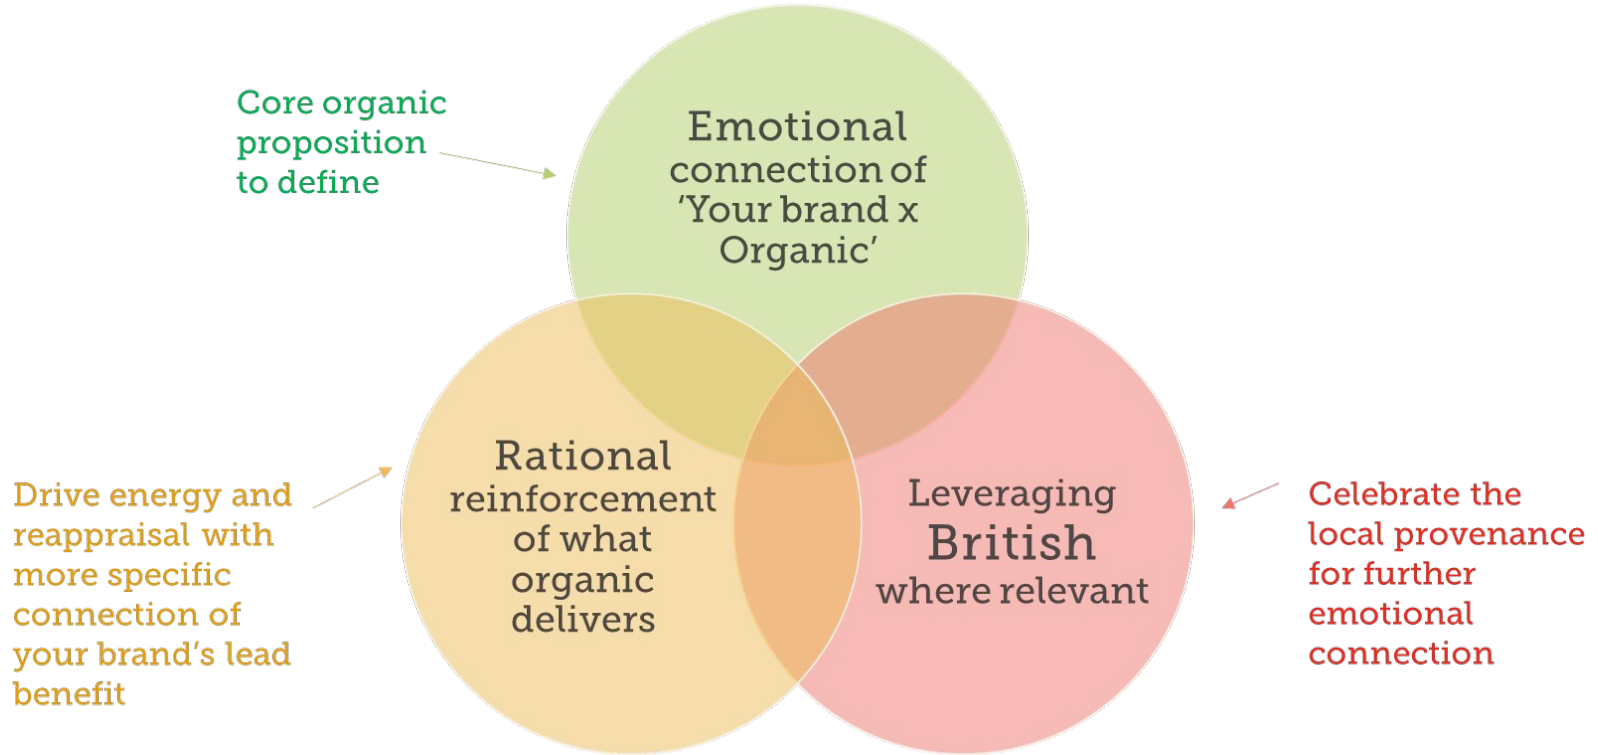 Core organic
proposition
to define
Emotional
connection of
‘Your brand x
Organic’
Drive energy and
reappraisal with
more specific
connection of
your brand’s lead
benefit
Rational
reinforcement
of what
organic
delivers
Leveraging
British
where relevant
Celebrate the
local provenance
for further
emotional
connection